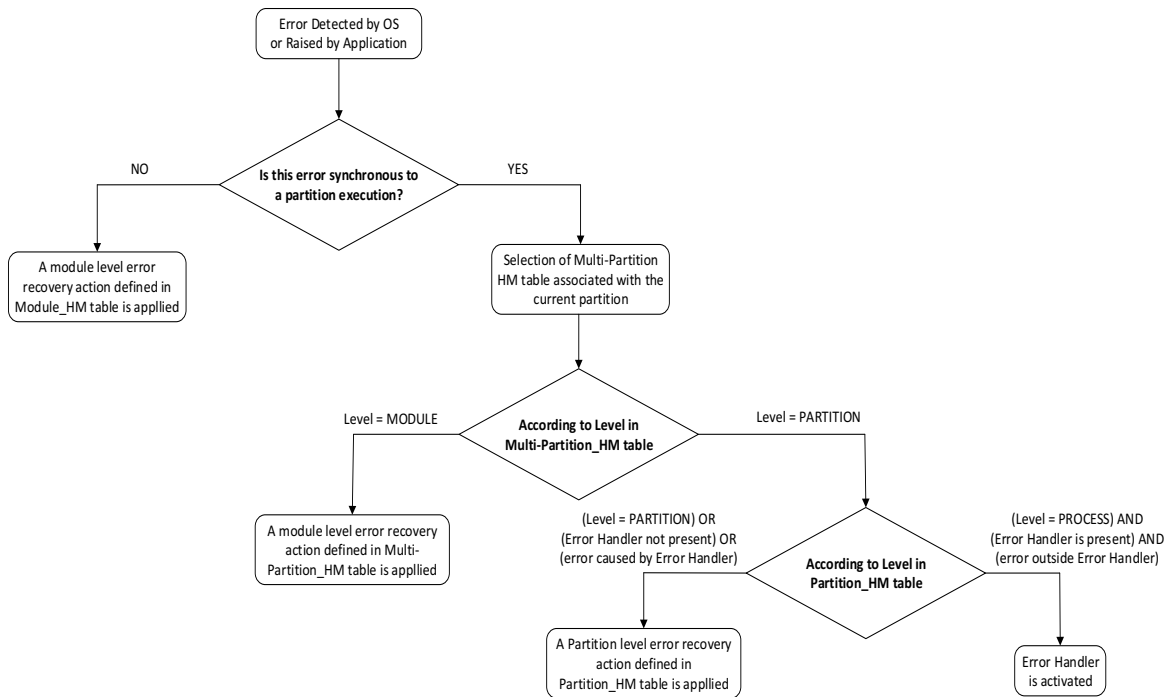 Error Detected by OS
or Raised by Application
NO
Is this error synchronous to
a partition execution?
YES
A module level error
recovery action defined in
Module_HM table is appllied
Selection of Multi-Partition
HM table associated with the
current partition
Level = MODULE
According to Level in
Multi-Partition_HM table
Level = PARTITION
A module level error recovery
action defined in Multi-
Partition_HM table is appllied
(Level = PARTITION) OR
(Error Handler not present) OR
(error caused by Error Handler)
According to Level in
Partition_HM table
(Level = PROCESS) AND
(Error Handler is present) AND
(error outside Error Handler)
A Partition level error recovery
action defined in
Partition_HM table is appllied
Error Handler
is activated